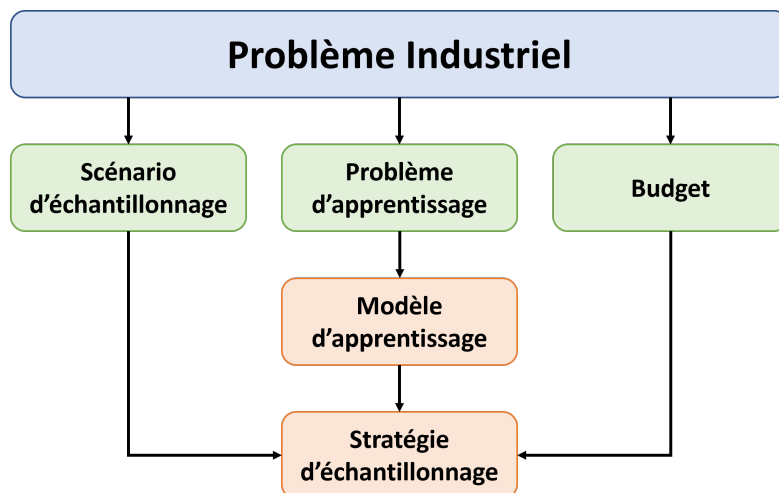 Problème Industriel
Scénario
d’échantillonnage
Problème
d’apprentissage
Budget
Modèle
d’apprentissage
Stratégie
d’échantillonnage